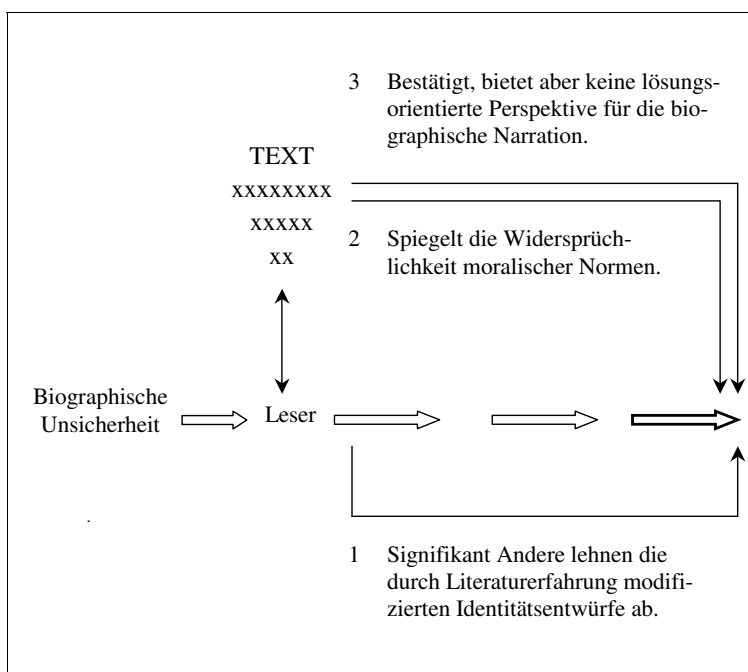 3 Bestätigt, bietet aber keine lösungs-
orientierte Perspektive für die bio-
graphische Narration.
TEXT
xxxxxxxx
xxxxx
xx
2 Spiegelt die Widersprüch-
lichkeit moralischer Normen.
Biographische
Unsicherheit
Leser
1 Signifikant Andere lehnen die
durch Literaturerfahrung modifi-
zierten Identitätsentwürfe ab.